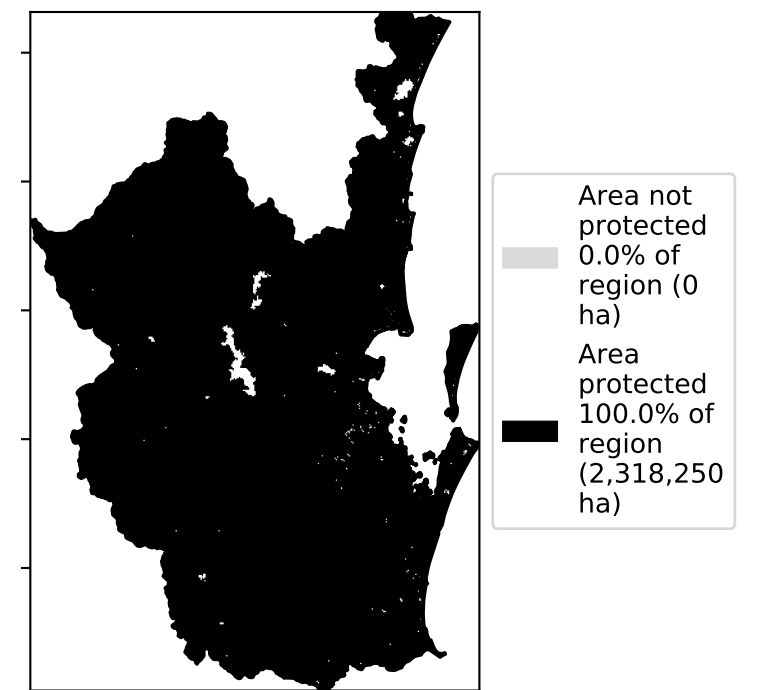 Area not
protected
0.0% of
region (0
ha)
Area
protected
100.0% of
region
(2,318,250
ha)